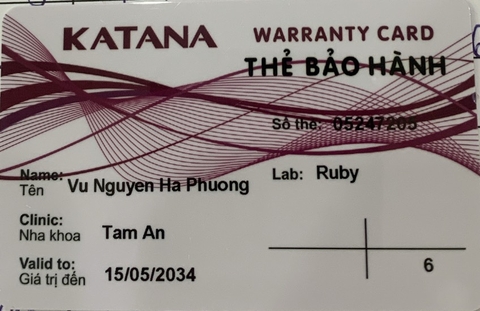 KATANA
WARRANTY CARD
THẺ BẢO HÀNH
Số thẻ: 05247205
Name:
Tên Vu Nguyen Ha Phuong
Lab: Ruby
Clinic:
Nha khoa Tam An
Valid to:
Giá trị đến 15/05/2034
6